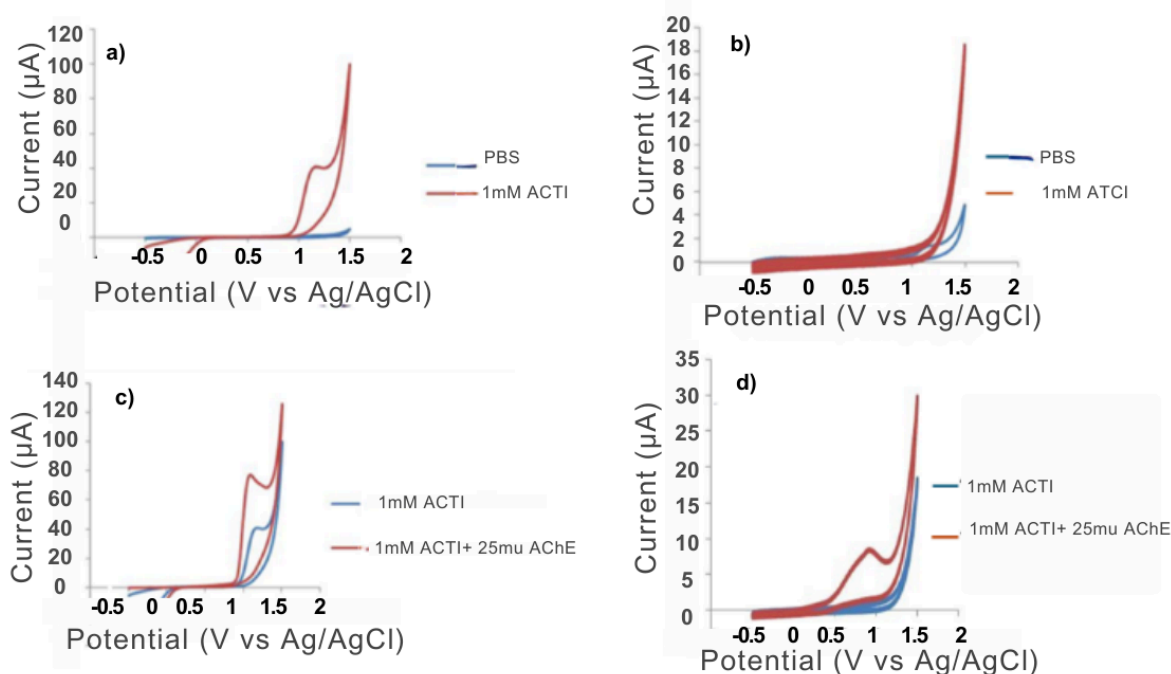 a)
Current (μA)
120
100
80
60
40
20
0
-0.5 0 0.5 1 1.5 2
Potential (V vs Ag/AgCl)
PBS
1mM ACTI
b)
Current (μA)
20
18
16
14
12
10
8
6
4
2
0
-0.5 0 0.5 1 1.5 2
Potential (V vs Ag/AgCl)
PBS
1mM ATCI
c)
Current (μA)
140
120
100
80
60
40
20
0
-0.5 0 0.5 1 1.5 2
Potential (V vs Ag/AgCl)
1mM ACTI
1mM ACTI+ 25mu AChE
d)
Current (μA)
35
30
25
20
15
10
5
0
-0.5 0 0.5 1 1.5 2
Potential (V vs Ag/AgCl)
1mM ACTI
1mM ACTI+ 25mu AChE